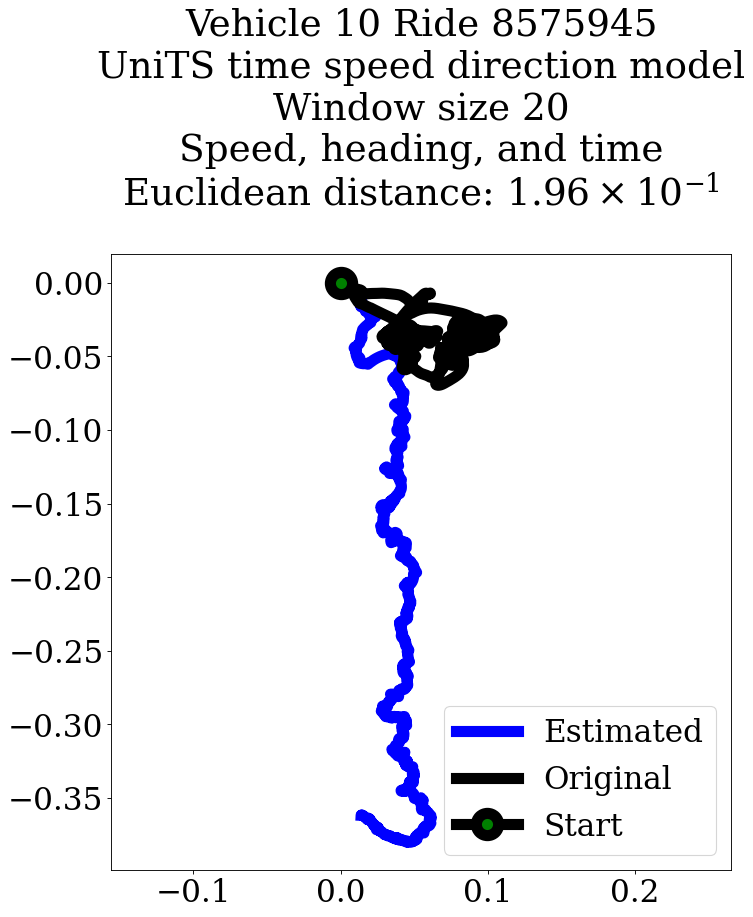 Vehicle 10 Ride 8575945
UniTS time speed direction model
Window size 20
Speed, heading, and time
Euclidean distance: 1.96 × 10⁻¹
0.00
−0.05
−0.10
−0.15
−0.20
−0.25
−0.30
−0.35
−0.1
0.0
0.1
0.2
Estimated
Original
Start